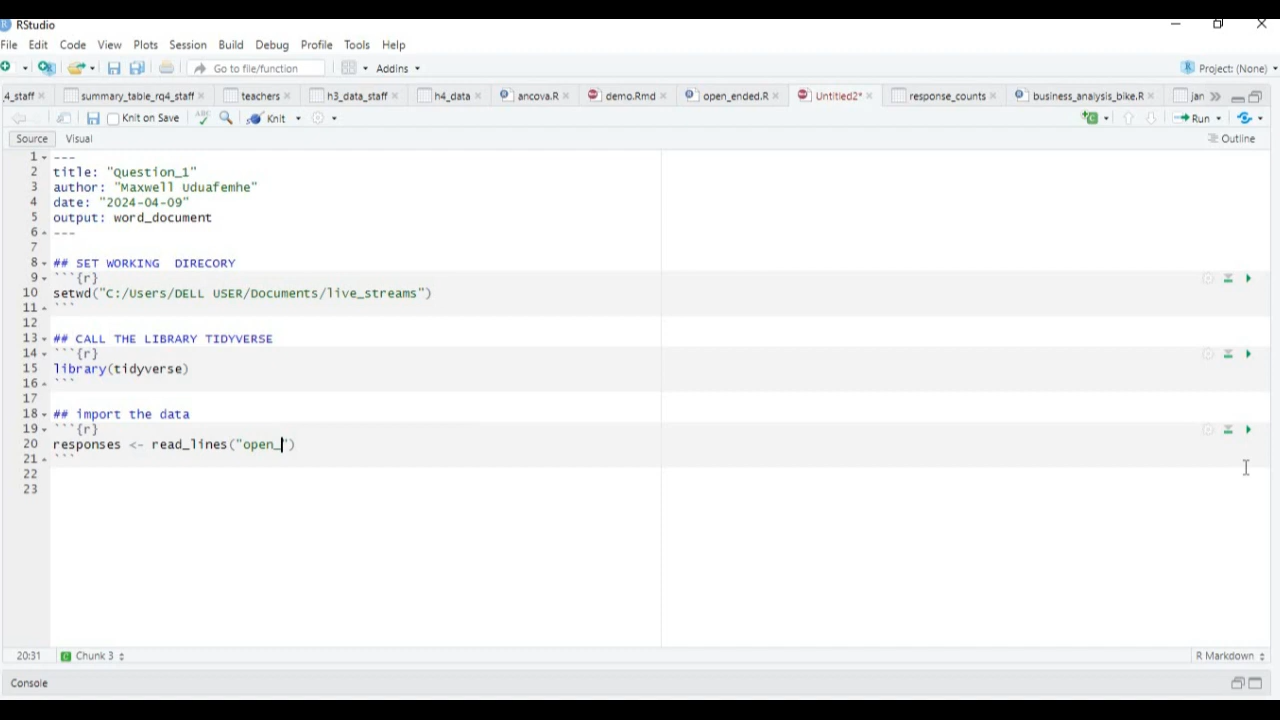 RStudio
File Edit Code View Plots Session Build Debug Profile Tools Help
Go to file/function Addins Project: (None)
4_staff summary_table_rq4_staff teachers h3_data_staff h4_data ancova.R demo.Rmd open_ended.R Untitled2* response_counts business_analysis_bike.R jan
Knit on Save ABC Knit Run
Source Visual Outline
1 ---
2 title: "Question_1"
3 author: "Maxwell Uduafemhe"
4 date: "2024-04-09"
5 output: word_document
6 ---
7
8 ## SET WORKING  DIRECORY
9 ```{r}
10 setwd("C:/Users/DELL USER/Documents/live_streams")
11 ```
12
13 ## CALL THE LIBRARY TIDYVERSE
14 ```{r}
15 library(tidyverse)
16 ```
17
18 ## import the data
19 ```{r}
20 responses <- read_lines("open_")
21 ```
22
23
20:31 Chunk 3 R Markdown
Console